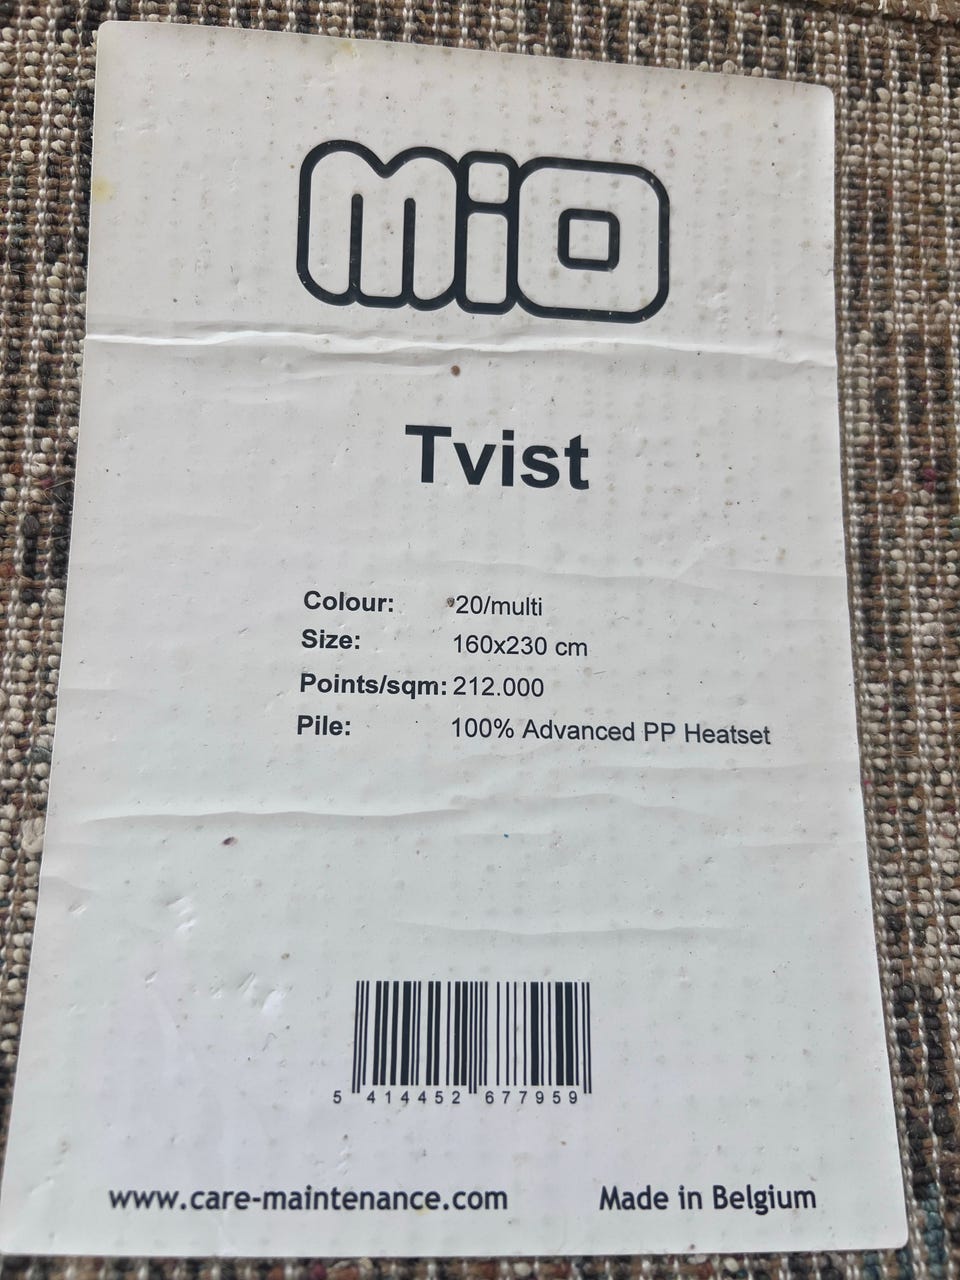 miO
Tvist
Colour: 20/multi
Size: 160x230 cm
Points/sqm: 212.000
Pile: 100% Advanced PP Heatset
5 414452 677959
www.care-maintenance.com Made in Belgium